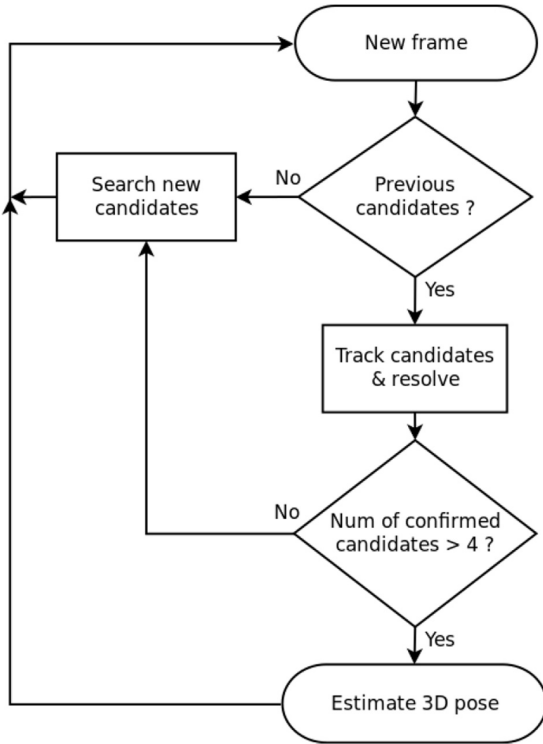 New frame
Previous
candidates ?
No
Search new
candidates
Yes
Track candidates
& resolve
Num of confirmed
candidates > 4 ?
No
Yes
Estimate 3D pose